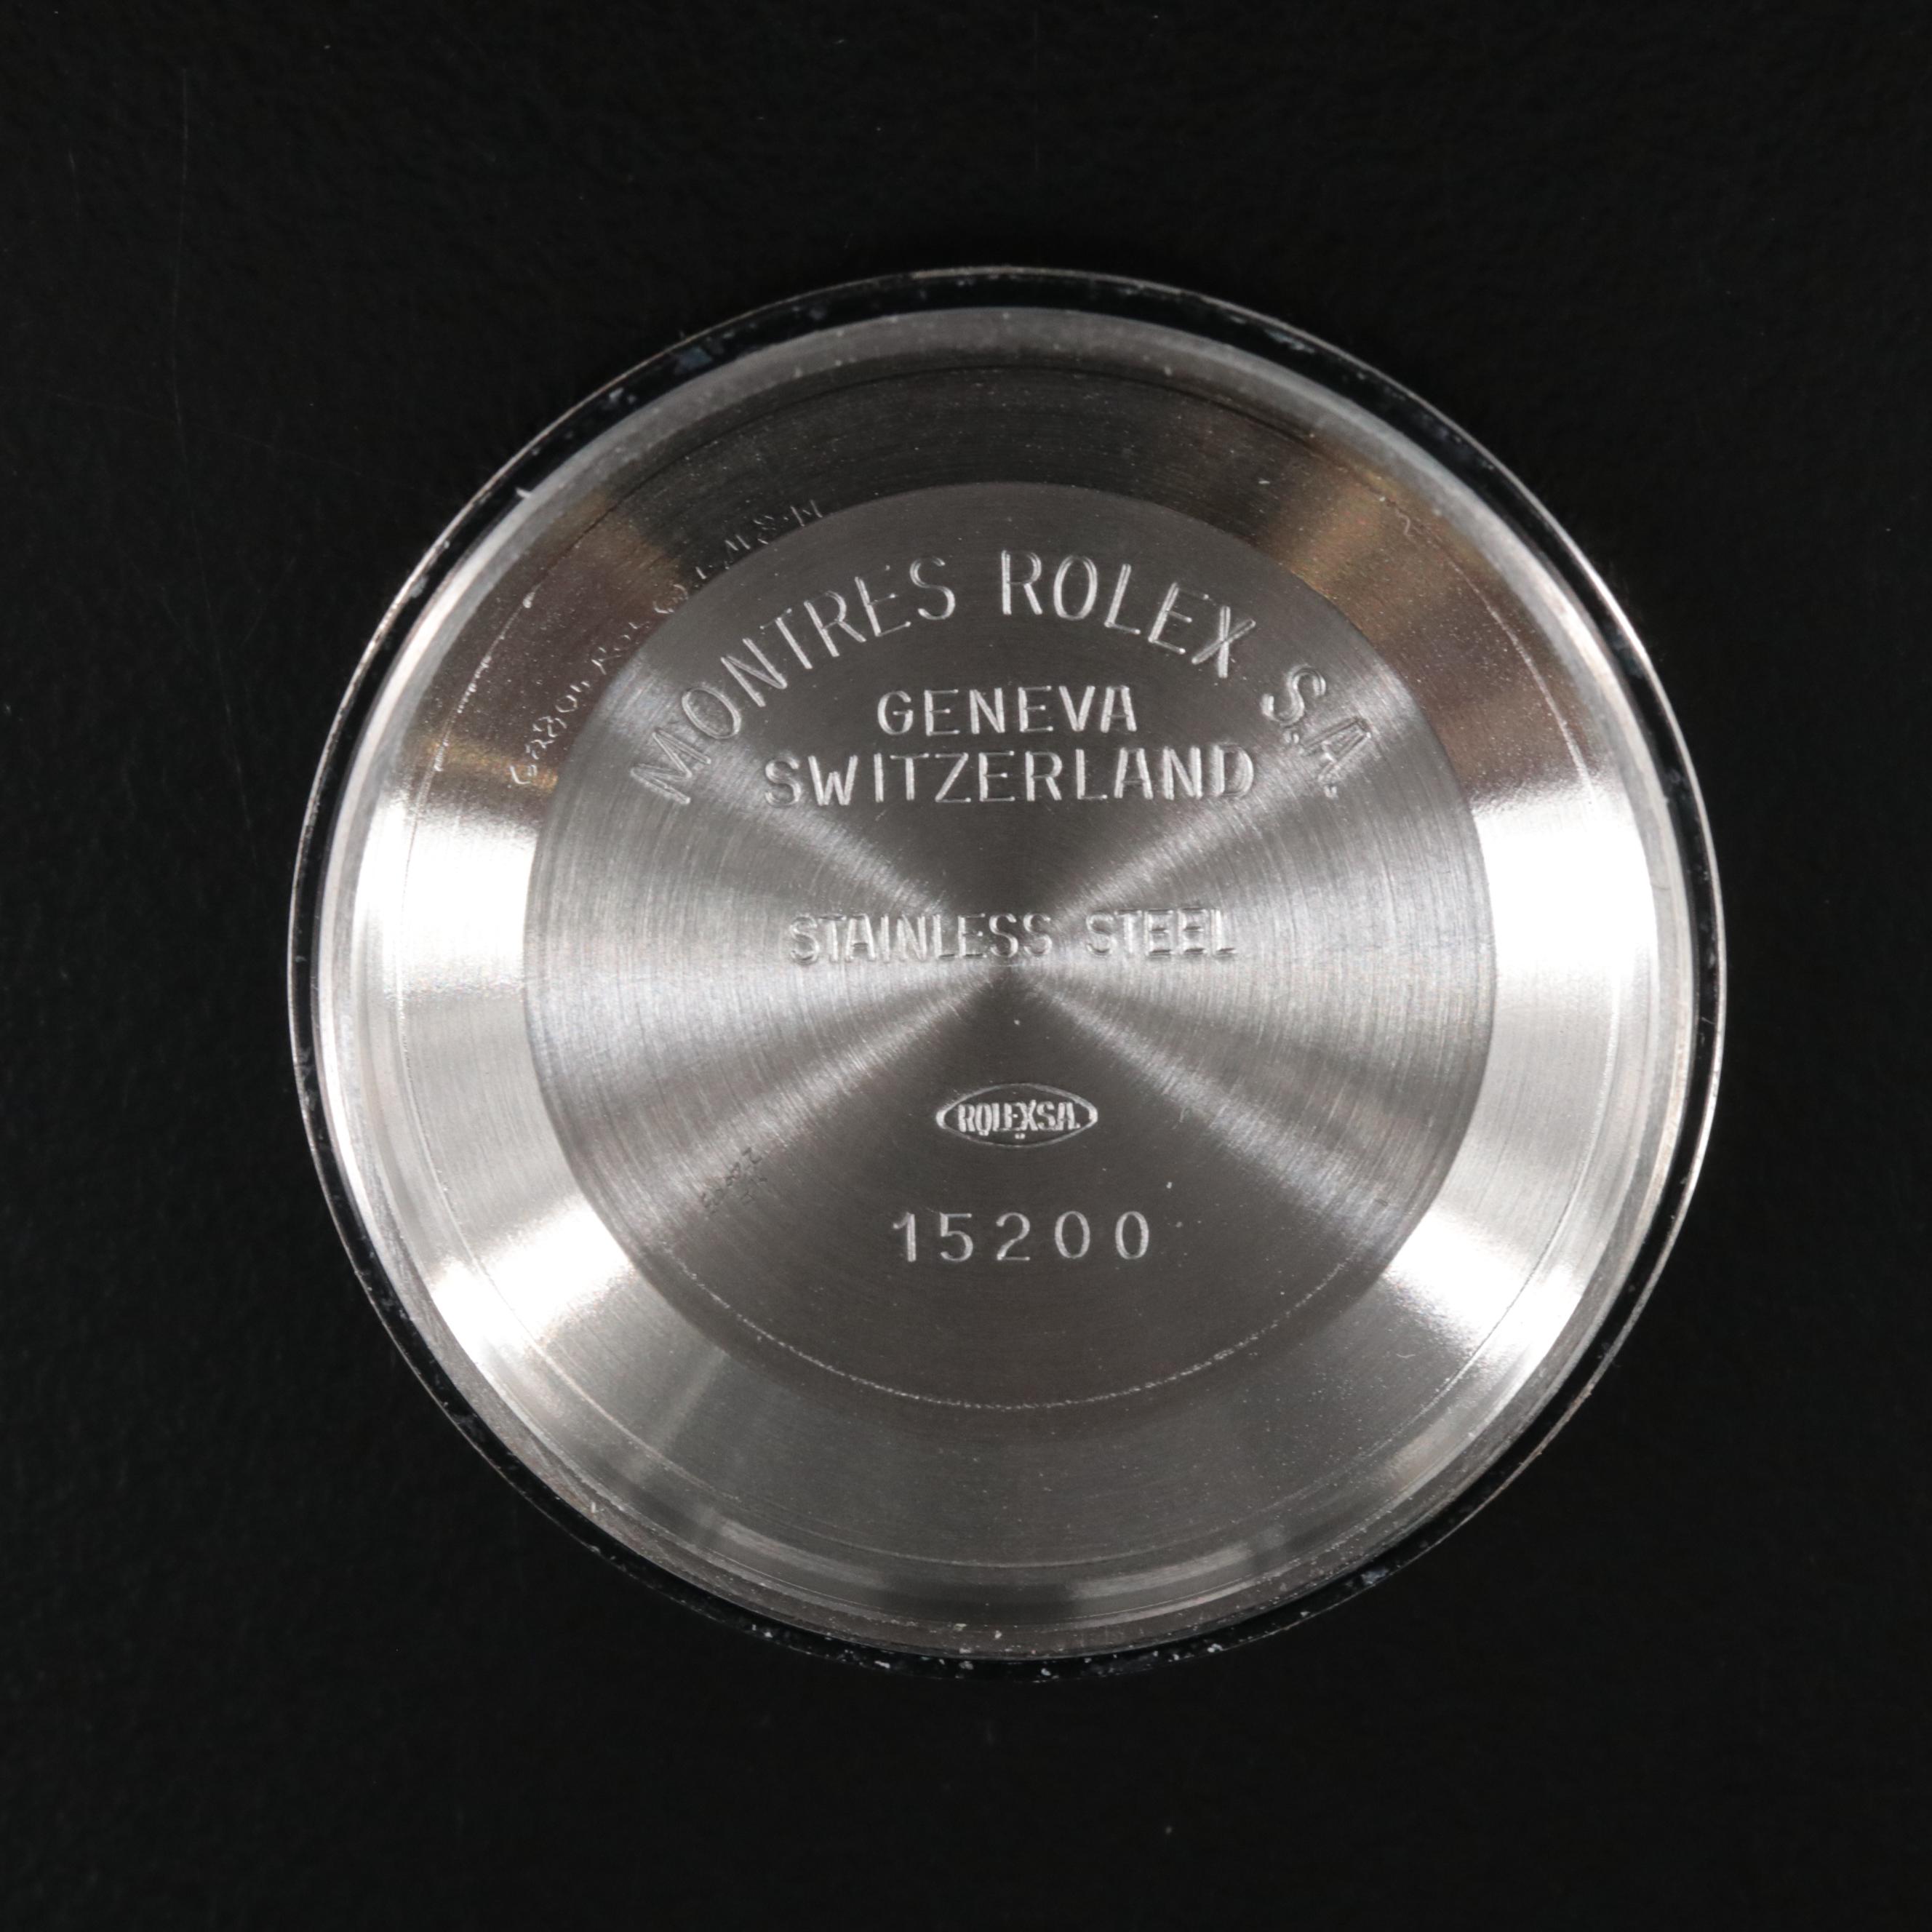 MONTRES ROLEX S.A.
GENEVA
SWITZERLAND
STAINLESS STEEL
ROLEX S.A.
15200